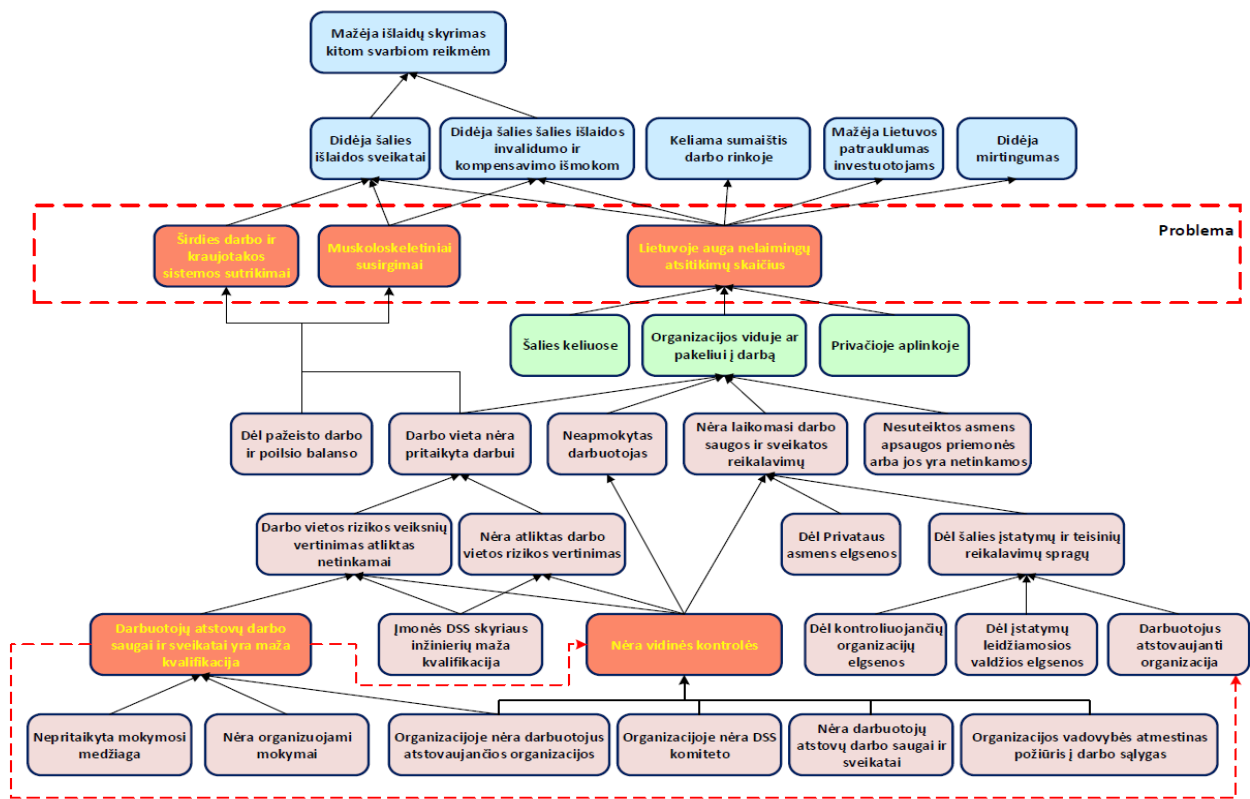 Mažėja išlaidų skyrimas
kitom svarbiom reikmėm
Didėja šalies
išlaidos sveikatai
Didėja šalies šalies išlaidos
invalidumo ir
kompensavimo išmokom
Keliama sumaištis
darbo rinkoje
Mažėja Lietuvos
patrauklumas
investuotojams
Didėja
mirtingumas
Problema
Širdies darbo ir
kraujotakos
sistemos sutrikimai
Muskoloskeletiniai
susirgimai
Lietuvoje auga nelaimingų
atsitikimų skaičius
Šalies keliuose
Organizacijos viduje ar
pakeliui į darbą
Privačioje aplinkoje
Dėl pažeisto darbo
ir poilsio balanso
Darbo vieta nėra
pritaikyta darbui
Neapmokytas
darbuotojas
Nėra laikomasi darbo
saugos ir sveikatos
reikalavimų
Nesuteiktos asmens
apsaugos priemonės
arba jos yra netinkamos
Darbo vietos rizikos veiksnių
vertinimas atliktas
netinkamai
Nėra atliktas darbo
vietos rizikos vertinimas
Dėl Privataus
asmens elgsenos
Dėl šalies įstatymų ir teisinių
reikalavimų spragų
Darbuotojų atstovų darbo
saugai ir sveikatai yra maža
kvalifikacija
Įmonės DSS skyriaus
inžinierių maža
kvalifikacija
Nėra vidinės kontrolės
Dėl kontroliuojančių
organizacijų
elgsenos
Dėl įstatymų
leidžiamosios
valdžios elgsenos
Darbuotojus
atstovaujanti
organizacija
Nepritaikyta mokymosi
medžiaga
Nėra organizuojami
mokymai
Organizacijoje nėra darbuotojus
atstovaujančios organizacijos
Organizacijoje nėra DSS
komiteto
Nėra darbuotojų
atstovų darbo saugai ir
sveikatai
Organizacijos vadovybės atmestinas
požiūris į darbo sąlygas